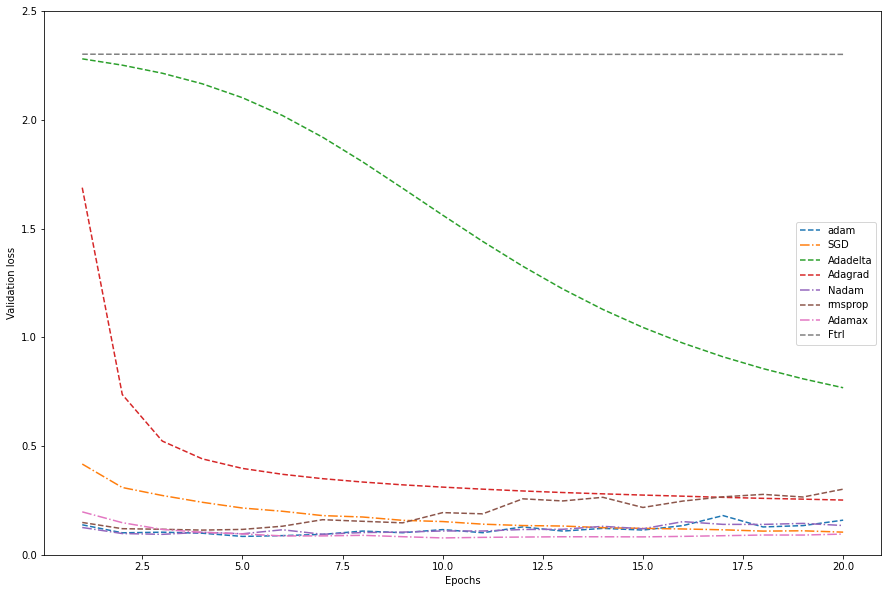 2.5
2.0
1.5
1.0
0.5
0.0
Validation loss
adam
SGD
Adadelta
Adagrad
Nadam
rmsprop
Adamax
Ftrl
2.5 5.0 7.5 10.0 12.5 15.0 17.5 20.0
Epochs